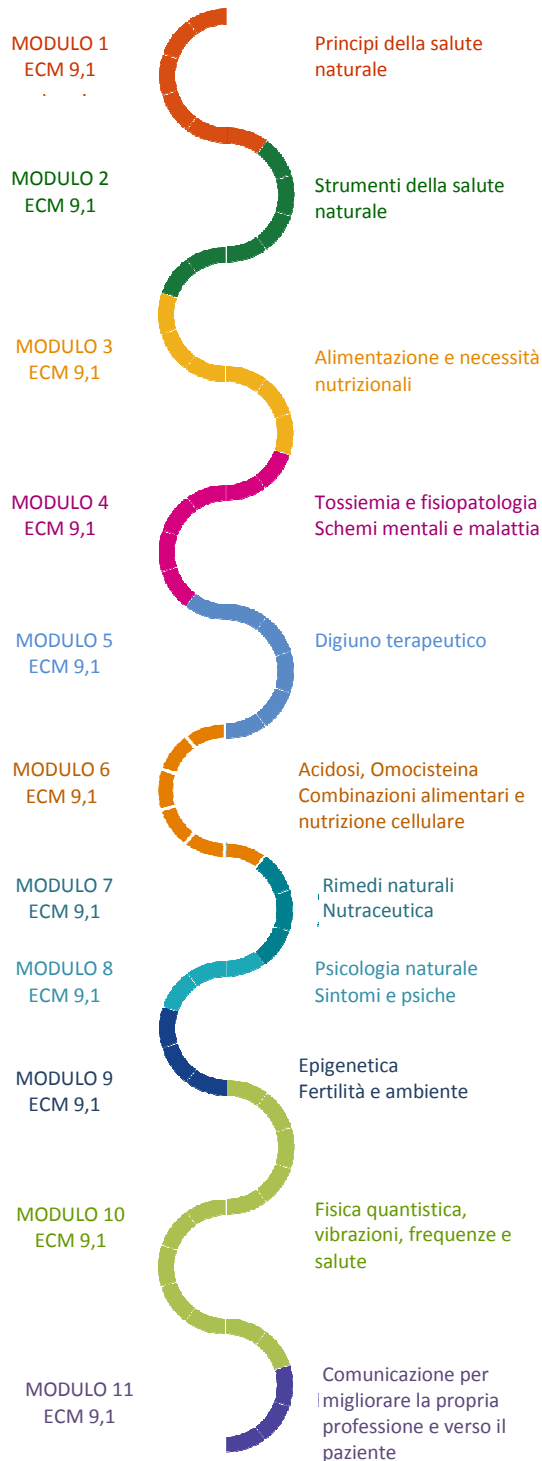 MODULO 1
ECM 9,1
Principi della salute
naturale
MODULO 2
ECM 9,1
Strumenti della salute
naturale
MODULO 3
ECM 9,1
Alimentazione e necessità
nutrizionali
MODULO 4
ECM 9,1
Tossiemia e fisiopatologia
Schemi mentali e malattia
MODULO 5
ECM 9,1
Digiuno terapeutico
MODULO 6
ECM 9,1
Acidosi, Omocisteina
Combinazioni alimentari e
nutrizione cellulare
MODULO 7
ECM 9,1
Rimedi naturali
Nutraceutica
MODULO 8
ECM 9,1
Psicologia naturale
Sintomi e psiche
MODULO 9
ECM 9,1
Epigenetica
Fertilità e ambiente
MODULO 10
ECM 9,1
Fisica quantistica,
vibrazioni, frequenze e
salute
MODULO 11
ECM 9,1
Comunicazione per
migliorare la propria
professione e verso il
paziente